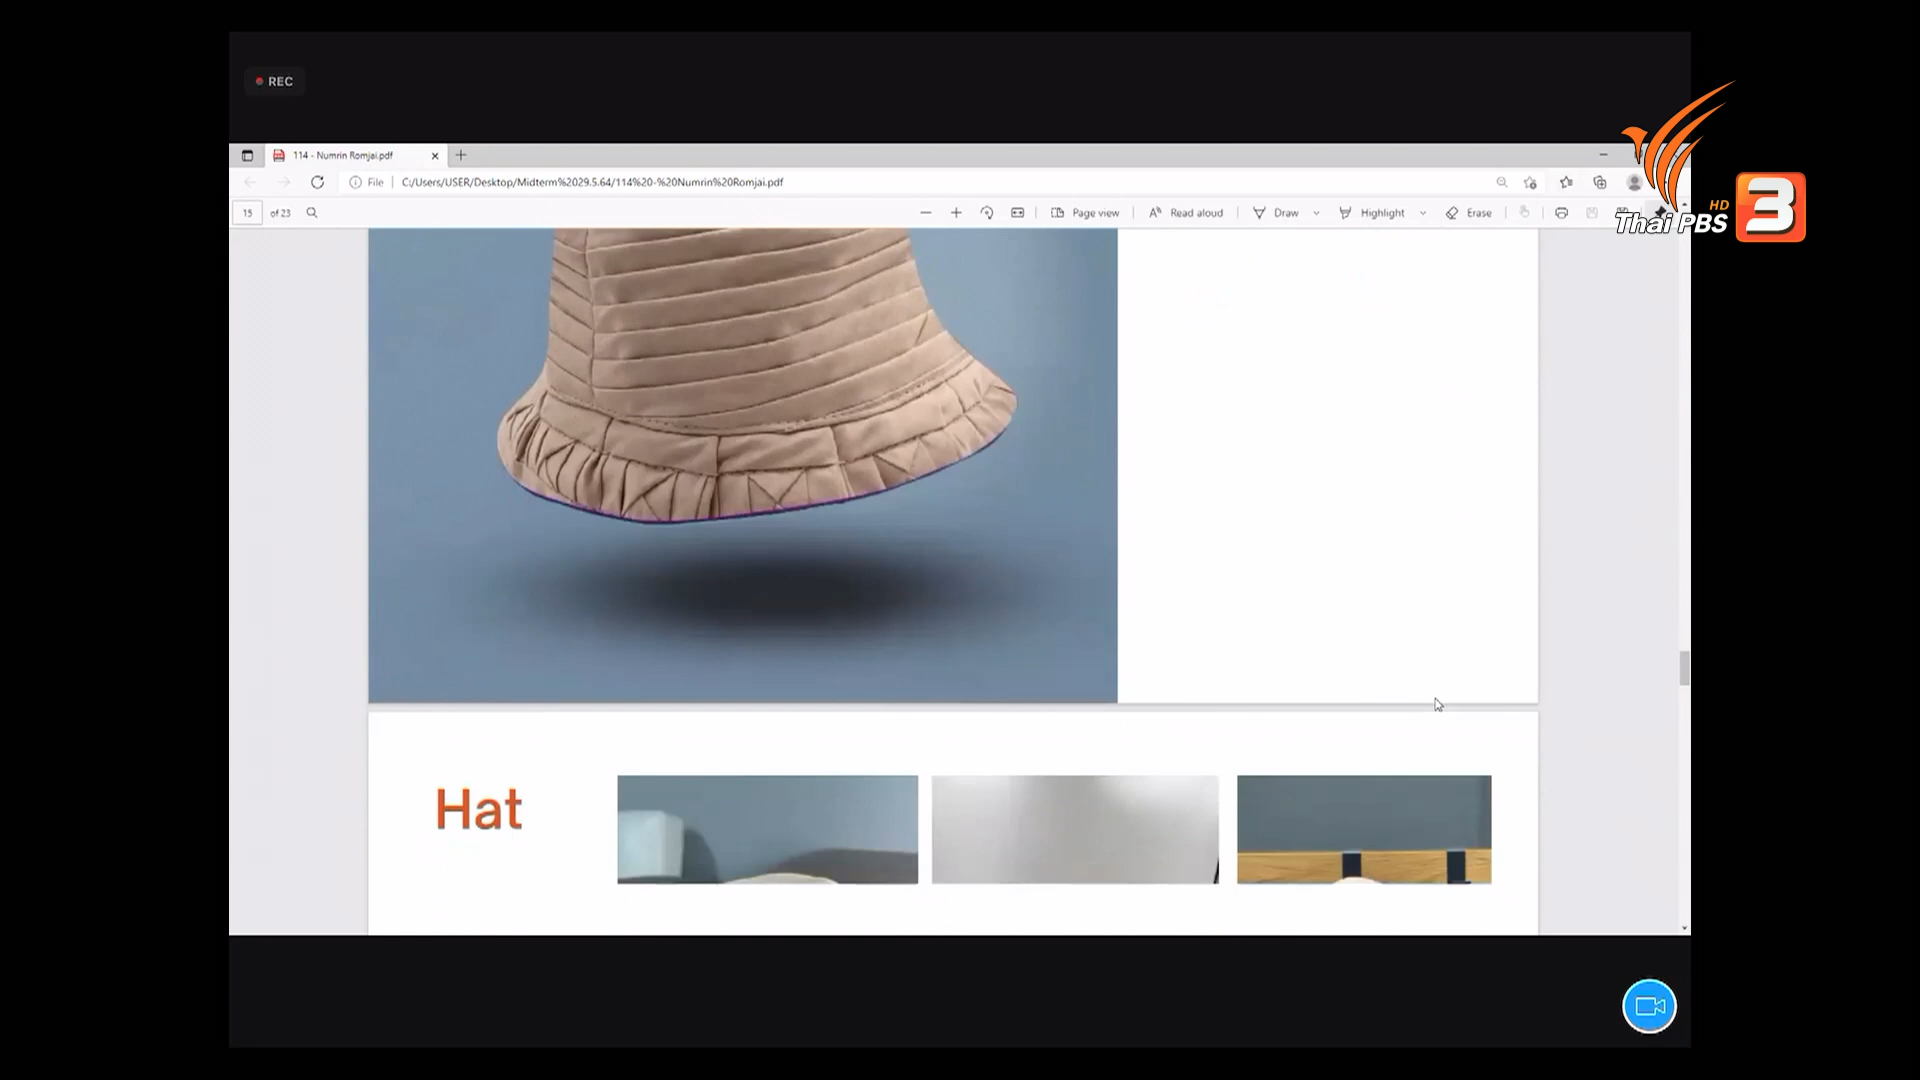 REC
114 - Numrin Romjai.pdf
File C:/Users/USER/Desktop/Midterm%2029.5.64/114%20-%20Numrin%20Romjai.pdf
15 of 23 Page view Read aloud Draw Highlight Erase
HD
Thai PBS 3
Hat